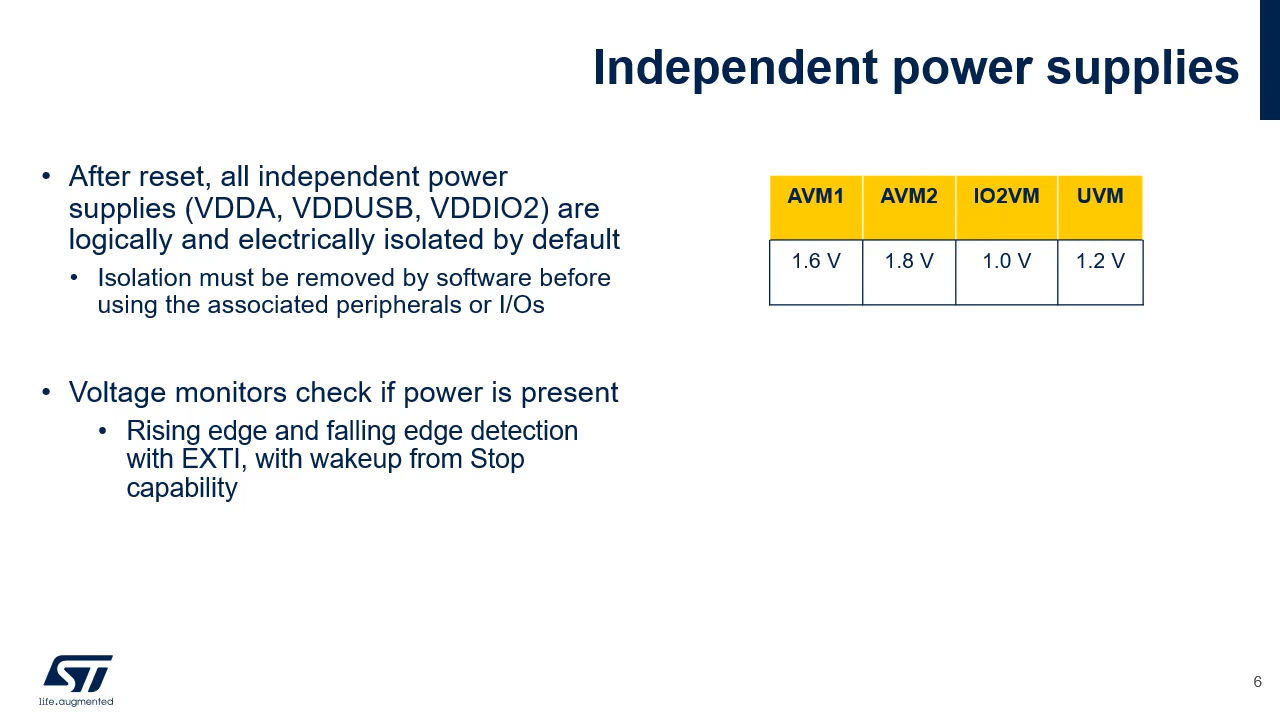 Independent power supplies
• After reset, all independent power
supplies (VDDA, VDDUSB, VDDIO2) are
logically and electrically isolated by default
• Isolation must be removed by software before
using the associated peripherals or I/Os
• Voltage monitors check if power is present
• Rising edge and falling edge detection
with EXTI, with wakeup from Stop
capability
AVM1 AVM2 IO2VM UVM
1.6 V 1.8 V 1.0 V 1.2 V
ST
life.augmented
6